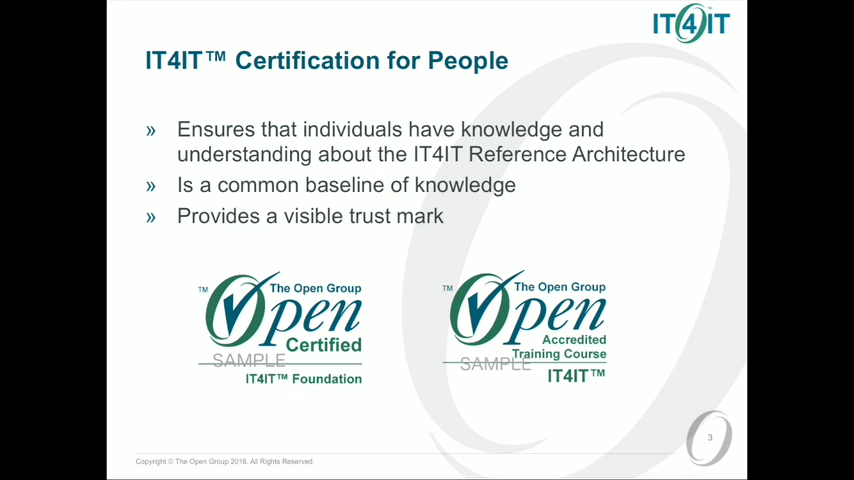 IT4IT™
IT4IT™ Certification for People
» Ensures that individuals have knowledge and
understanding about the IT4IT Reference Architecture
» Is a common baseline of knowledge
» Provides a visible trust mark
™ The Open Group
Open
Certified
SAMPLE
IT4IT™ Foundation
™ The Open Group
Open
Accredited
Training Course
SAMPLE
IT4IT™
3
Copyright © The Open Group 2016. All Rights Reserved.